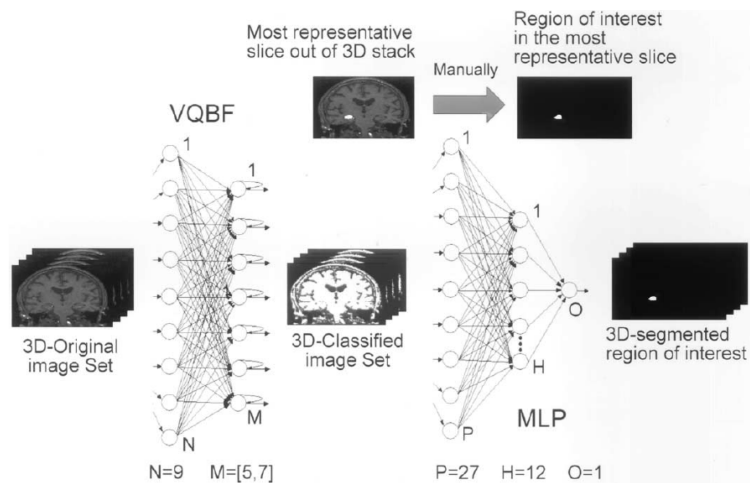 Most representative
slice out of 3D stack
Manually
Region of interest
in the most
representative slice
VQBF
1
1
1
1
3D-Original
image Set
3D-Classified
image Set
3D-segmented
region of interest
O
H
M
N
P
MLP
N=9 M=[5,7] P=27 H=12 O=1